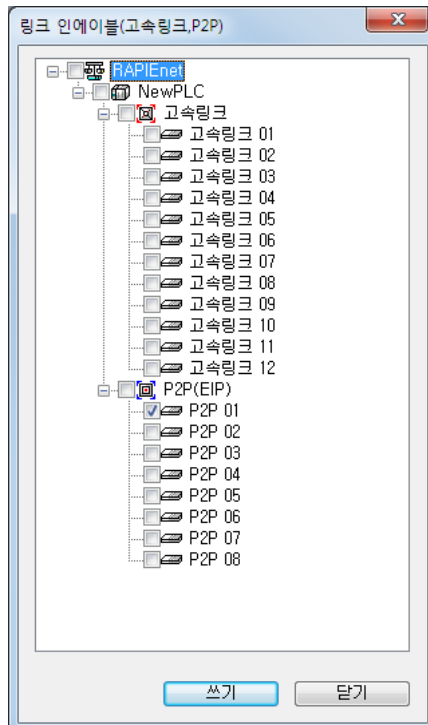 링크 인에이블(고속링크,P2P)
RAPIEnet
NewPLC
고속링크
고속링크 01
고속링크 02
고속링크 03
고속링크 04
고속링크 05
고속링크 06
고속링크 07
고속링크 08
고속링크 09
고속링크 10
고속링크 11
고속링크 12
P2P(EIP)
P2P 01
P2P 02
P2P 03
P2P 04
P2P 05
P2P 06
P2P 07
P2P 08
쓰기 닫기